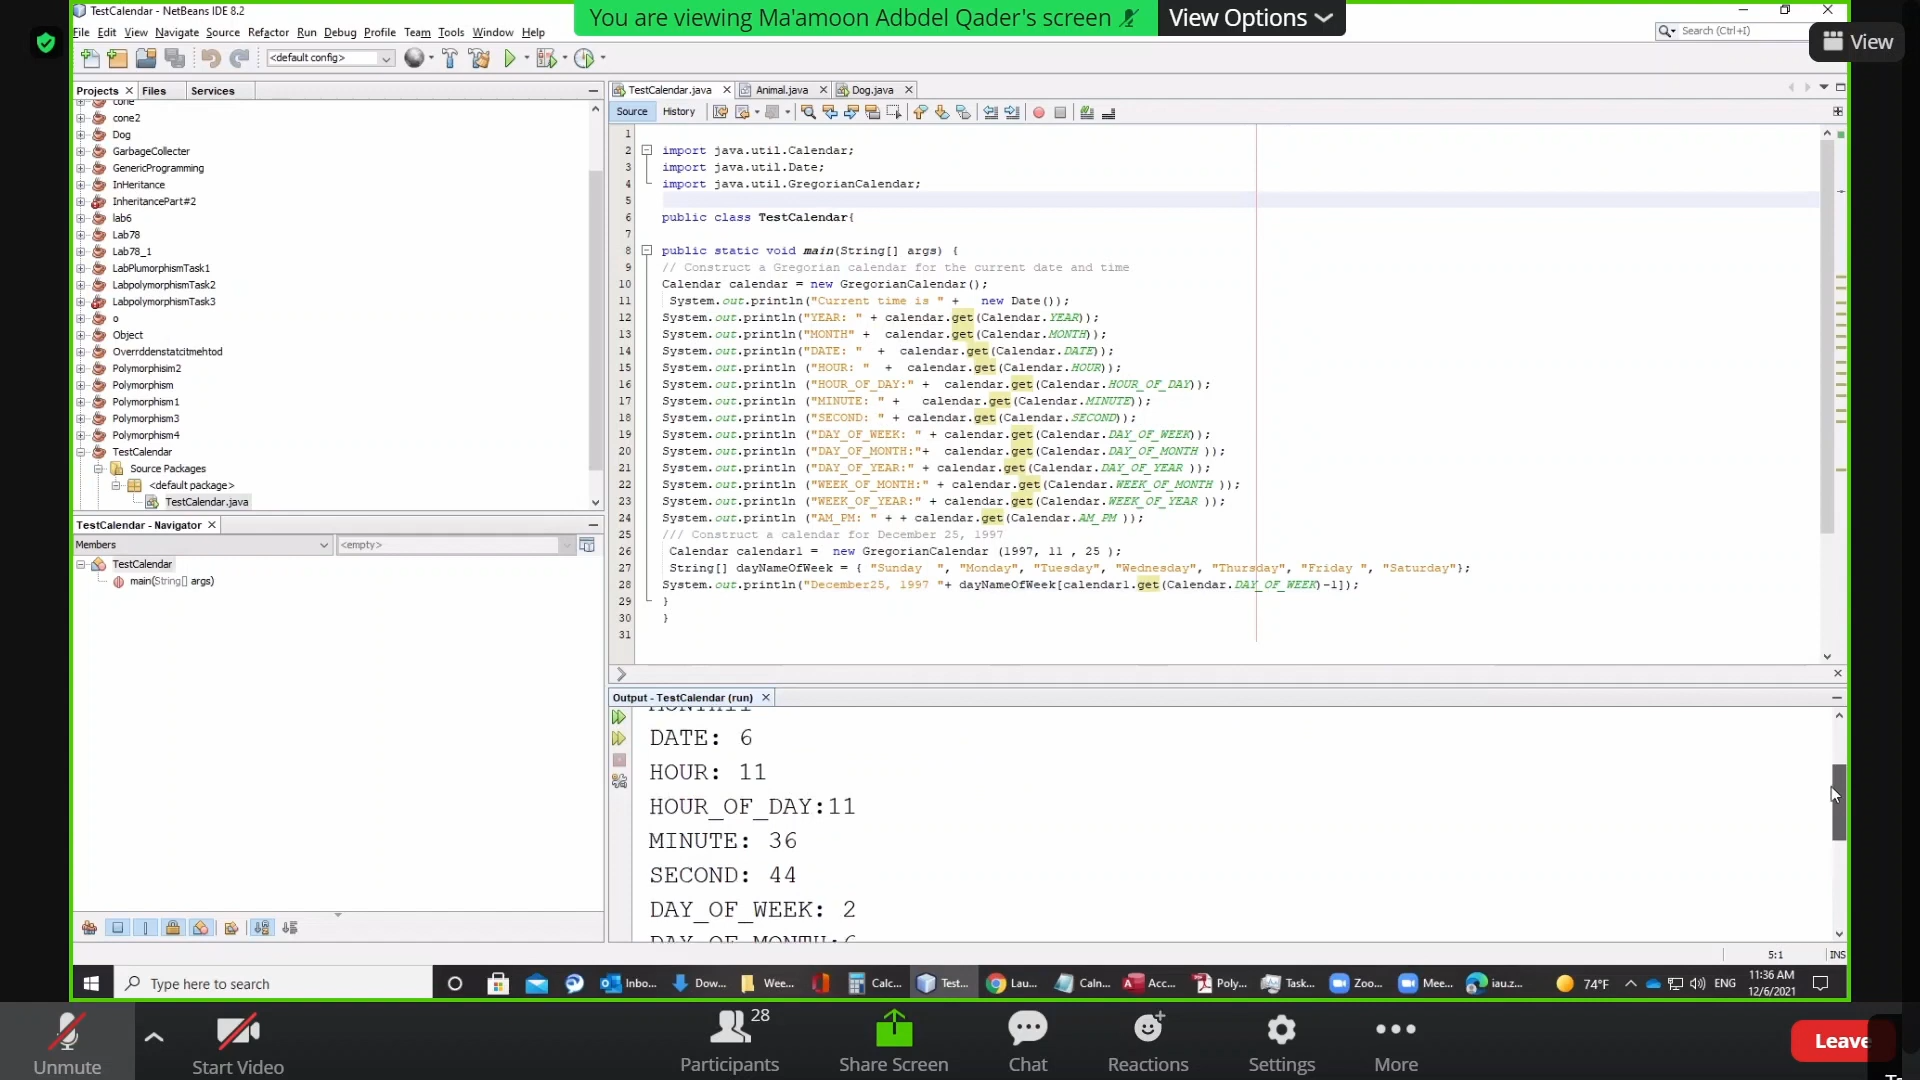 TestCalendar - NetBeans IDE 8.2
You are viewing Ma'amoon Adbdel Qader's screen
View Options
File Edit View Navigate Source Refactor Run Debug Profile Team Tools Window Help
Search (Ctrl+I)
View
<default config>
Projects Files Services
cone
cone2
Dog
GarbageCollecter
GenericProgramming
InHeritance
InheritancePart#2
lab6
Lab78
Lab78_1
LabPlumorphismTask1
LabpolymorphismTask2
LabpolymorphismTask3
o
Object
Overrddenstatcitmehtod
Polymorphism2
Polymorphism
Polymorphism1
Polymorphism3
Polymorphism4
TestCalendar
Source Packages
<default package>
TestCalendar.java
TestCalendar - Navigator
Members
<empty>
TestCalendar
main(String[] args)
TestCalendar.java Animal.java Dog.java
Source History
1
2 import java.util.Calendar;
3 import java.util.Date;
4 import java.util.GregorianCalendar;
5
6 public class TestCalendar{
7
8 public static void main(String[] args) {
9 // Construct a Gregorian calendar for the current date and time
10 Calendar calendar = new GregorianCalendar();
11 System.out.println("Current time is " + new Date());
12 System.out.println("YEAR: " + calendar.get(Calendar.YEAR));
13 System.out.println("MONTH" + calendar.get(Calendar.MONTH));
14 System.out.println("DATE: " + calendar.get(Calendar.DATE));
15 System.out.println ("HOUR: " + calendar.get(Calendar.HOUR));
16 System.out.println ("HOUR_OF_DAY:" + calendar.get(Calendar.HOUR_OF_DAY));
17 System.out.println ("MINUTE: " + calendar.get(Calendar.MINUTE));
18 System.out.println ("SECOND: " + calendar.get(Calendar.SECOND));
19 System.out.println ("DAY_OF_WEEK: " + calendar.get(Calendar.DAY_OF_WEEK));
20 System.out.println ("DAY_OF_MONTH:"+ calendar.get(Calendar.DAY_OF_MONTH ));
21 System.out.println ("DAY_OF_YEAR:" + calendar.get(Calendar.DAY_OF_YEAR ));
22 System.out.println ("WEEK_OF_MONTH:" + calendar.get(Calendar.WEEK_OF_MONTH ));
23 System.out.println ("WEEK_OF_YEAR:" + calendar.get(Calendar.WEEK_OF_YEAR ));
24 System.out.println ("AM_PM: " + + calendar.get(Calendar.AM_PM ));
25 /// Construct a calendar for December 25, 1997
26 Calendar calendar1 = new GregorianCalendar (1997, 11 , 25 );
27 String[] dayNameOfWeek = { "Sunday ", "Monday", "Tuesday", "Wednesday", "Thursday", "Friday ", "Saturday"};
28 System.out.println("December25, 1997 "+ dayNameOfWeek[calendar1.get(Calendar.DAY_OF_WEEK)-1]);
29 }
30 }
31
Output - TestCalendar (run)
DATE: 6
HOUR: 11
HOUR_OF_DAY:11
MINUTE: 36
SECOND: 44
DAY_OF_WEEK: 2
DAY_OF_MONTH:6
5:1 INS
Type here to search
Inbo... Dow... Wee... Calc... Test... Lau... Caln... Acc... Poly... Task... Zoo... Mee... iau.z...
74°F ENG
11:36 AM
12/6/2021
Unmute
Start Video
28
Participants
Share Screen
Chat
Reactions
Settings
More
Leave